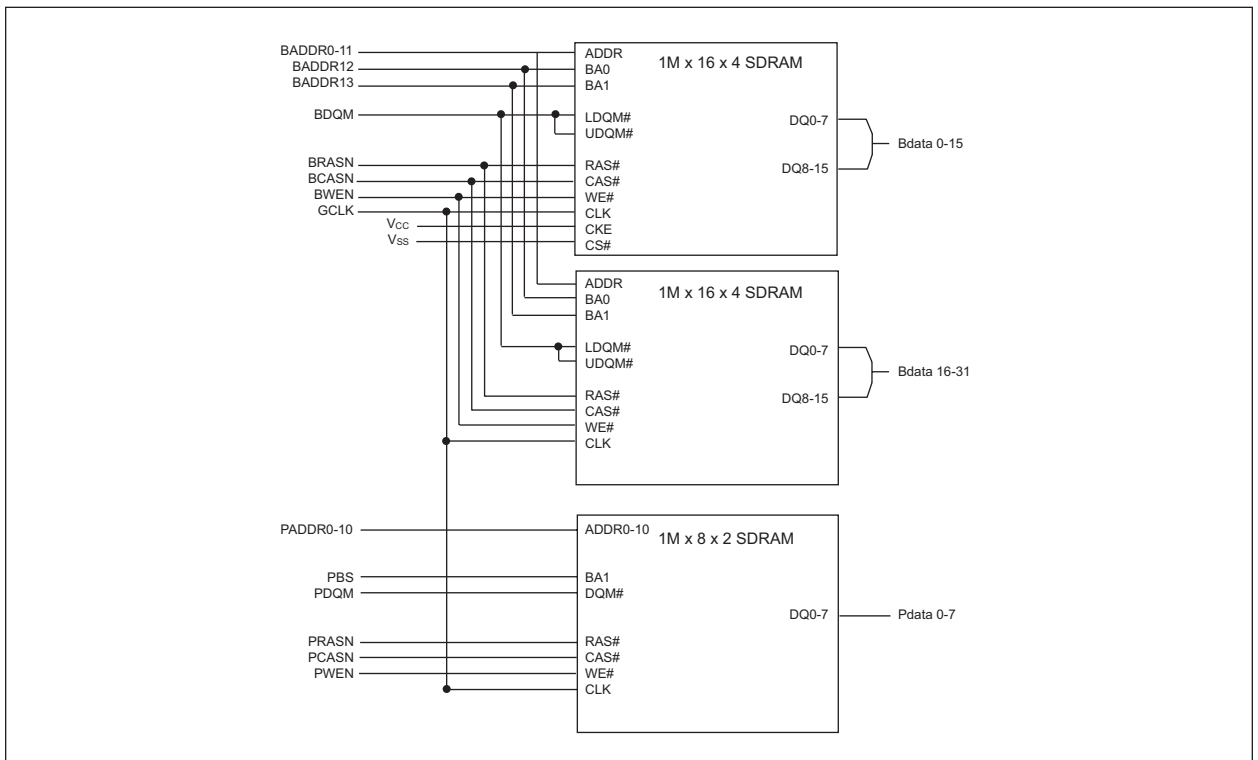 BADDR0-11
BADDR12
BADDR13
BDQM
BRASN
BCASN
BWEN
GCLK
VCC
VSS
ADDR
BA0
BA1
LDQM#
UDQM#
RAS#
CAS#
WE#
CLK
CKE
CS#
1M x 16 x 4 SDRAM
DQ0-7
DQ8-15
Bdata 0-15
ADDR
BA0
BA1
LDQM#
UDQM#
RAS#
CAS#
WE#
CLK
1M x 16 x 4 SDRAM
DQ0-7
DQ8-15
Bdata 16-31
PADDR0-10
PBS
PDQM
PRASN
PCASN
PWEN
ADDR0-10
BA1
DQM#
RAS#
CAS#
WE#
CLK
1M x 8 x 2 SDRAM
DQ0-7
Pdata 0-7